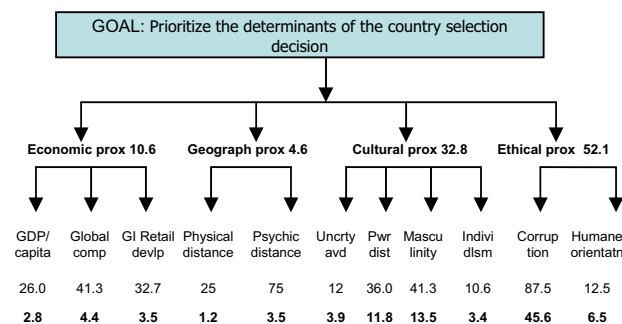 GOAL: Prioritize the determinants of the country selection
decision
Economic prox 10.6 Geograph prox 4.6 Cultural prox 32.8 Ethical prox 52.1
GDP/ Global GI Retail Physical Psychic Uncrty Pwr Mascu Indivi Corrup Humane
capita comp devlp distance distance avd dist linity dlsm tion orientatn
26.0 41.3 32.7 25 75 12 36.0 41.3 10.6 87.5 12.5
2.8 4.4 3.5 1.2 3.5 3.9 11.8 13.5 3.4 45.6 6.5